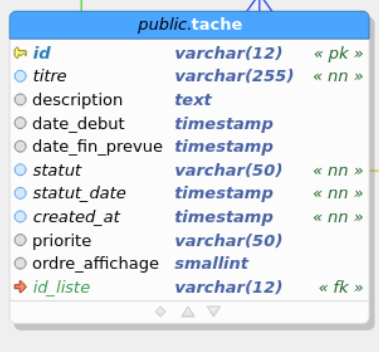 public.tache
id varchar(12) « pk »
titre varchar(255) « nn »
description text
date_debut timestamp
date_fin_prevue timestamp
statut varchar(50) « nn »
statut_date timestamp « nn »
created_at timestamp « nn »
priorite varchar(50)
ordre_affichage smallint
id_liste varchar(12) « fk »